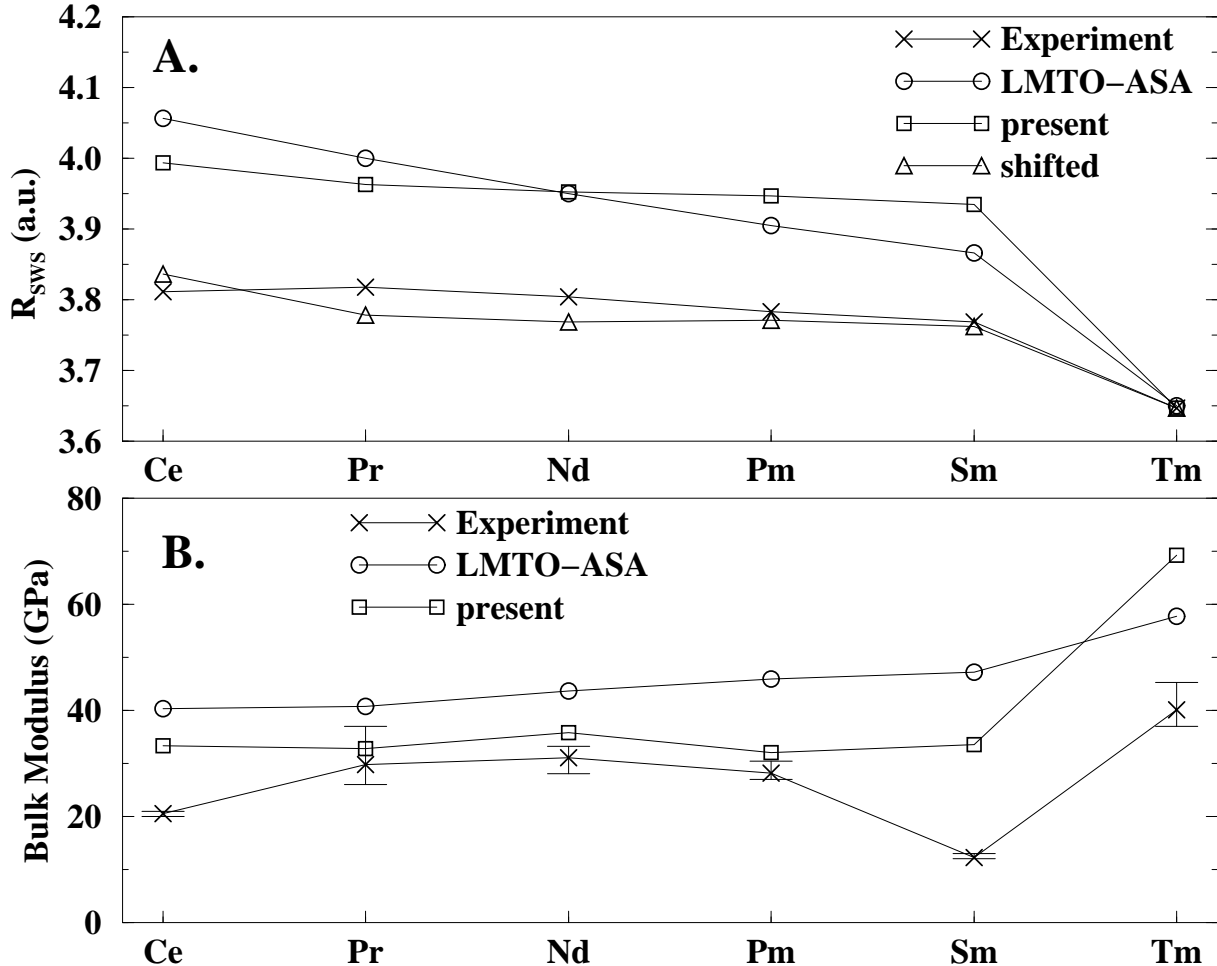 4.2
A.
Experiment
LMTO−ASA
present
shifted
4.1
4.0
3.9
3.8
3.7
3.6
R_sws (a.u.)
Ce Pr Nd Pm Sm Tm
80
B.
Experiment
LMTO−ASA
present
60
40
20
0
Bulk Modulus (GPa)
Ce Pr Nd Pm Sm Tm